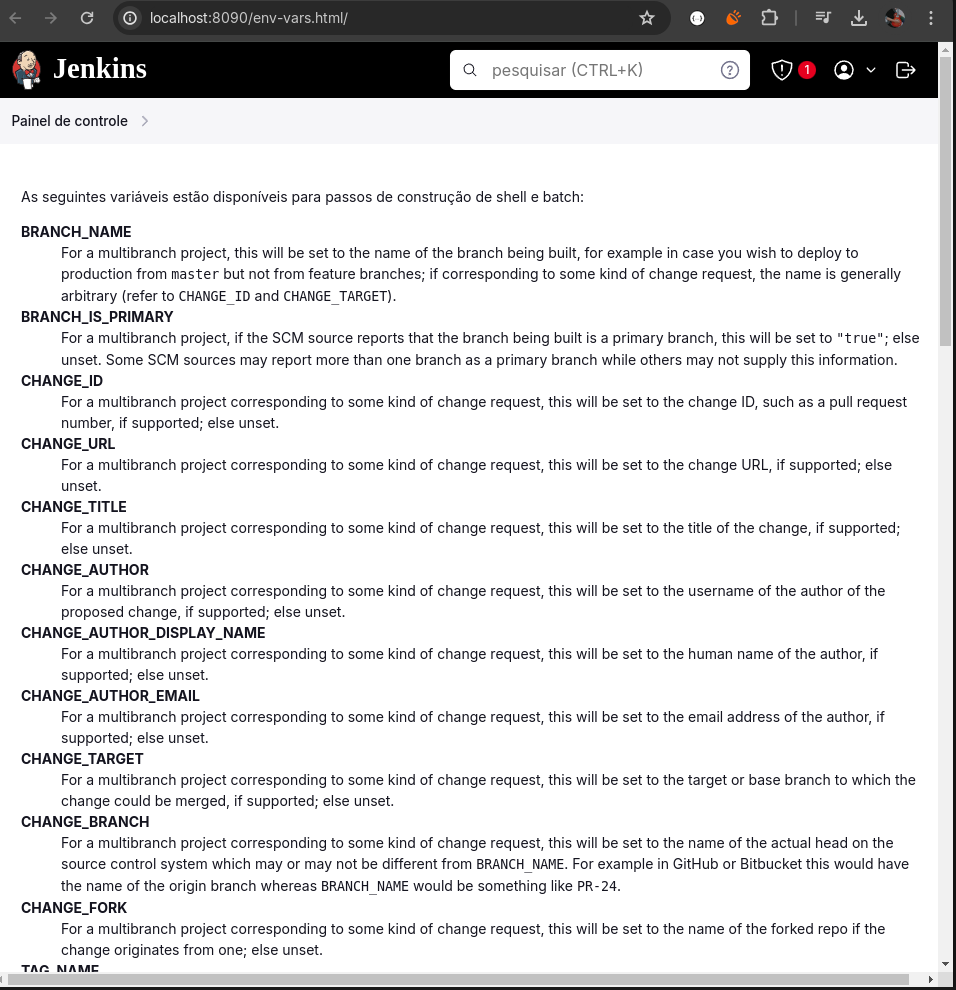 localhost:8090/env-vars.html/
Jenkins
pesquisar (CTRL+K)
?
1
Painel de controle
As seguintes variáveis estão disponíveis para passos de construção de shell e batch:
BRANCH_NAME
For a multibranch project, this will be set to the name of the branch being built, for example in case you wish to deploy to
production from master but not from feature branches; if corresponding to some kind of change request, the name is generally
arbitrary (refer to CHANGE_ID and CHANGE_TARGET).
BRANCH_IS_PRIMARY
For a multibranch project, if the SCM source reports that the branch being built is a primary branch, this will be set to "true"; else
unset. Some SCM sources may report more than one branch as a primary branch while others may not supply this information.
CHANGE_ID
For a multibranch project corresponding to some kind of change request, this will be set to the change ID, such as a pull request
number, if supported; else unset.
CHANGE_URL
For a multibranch project corresponding to some kind of change request, this will be set to the change URL, if supported; else
unset.
CHANGE_TITLE
For a multibranch project corresponding to some kind of change request, this will be set to the title of the change, if supported;
else unset.
CHANGE_AUTHOR
For a multibranch project corresponding to some kind of change request, this will be set to the username of the author of the
proposed change, if supported; else unset.
CHANGE_AUTHOR_DISPLAY_NAME
For a multibranch project corresponding to some kind of change request, this will be set to the human name of the author, if
supported; else unset.
CHANGE_AUTHOR_EMAIL
For a multibranch project corresponding to some kind of change request, this will be set to the email address of the author, if
supported; else unset.
CHANGE_TARGET
For a multibranch project corresponding to some kind of change request, this will be set to the target or base branch to which the
change could be merged, if supported; else unset.
CHANGE_BRANCH
For a multibranch project corresponding to some kind of change request, this will be set to the name of the actual head on the
source control system which may or may not be different from BRANCH_NAME. For example in GitHub or Bitbucket this would have
the name of the origin branch whereas BRANCH_NAME would be something like PR-24.
CHANGE_FORK
For a multibranch project corresponding to some kind of change request, this will be set to the name of the forked repo if the
change originates from one; else unset.
TAG_NAME